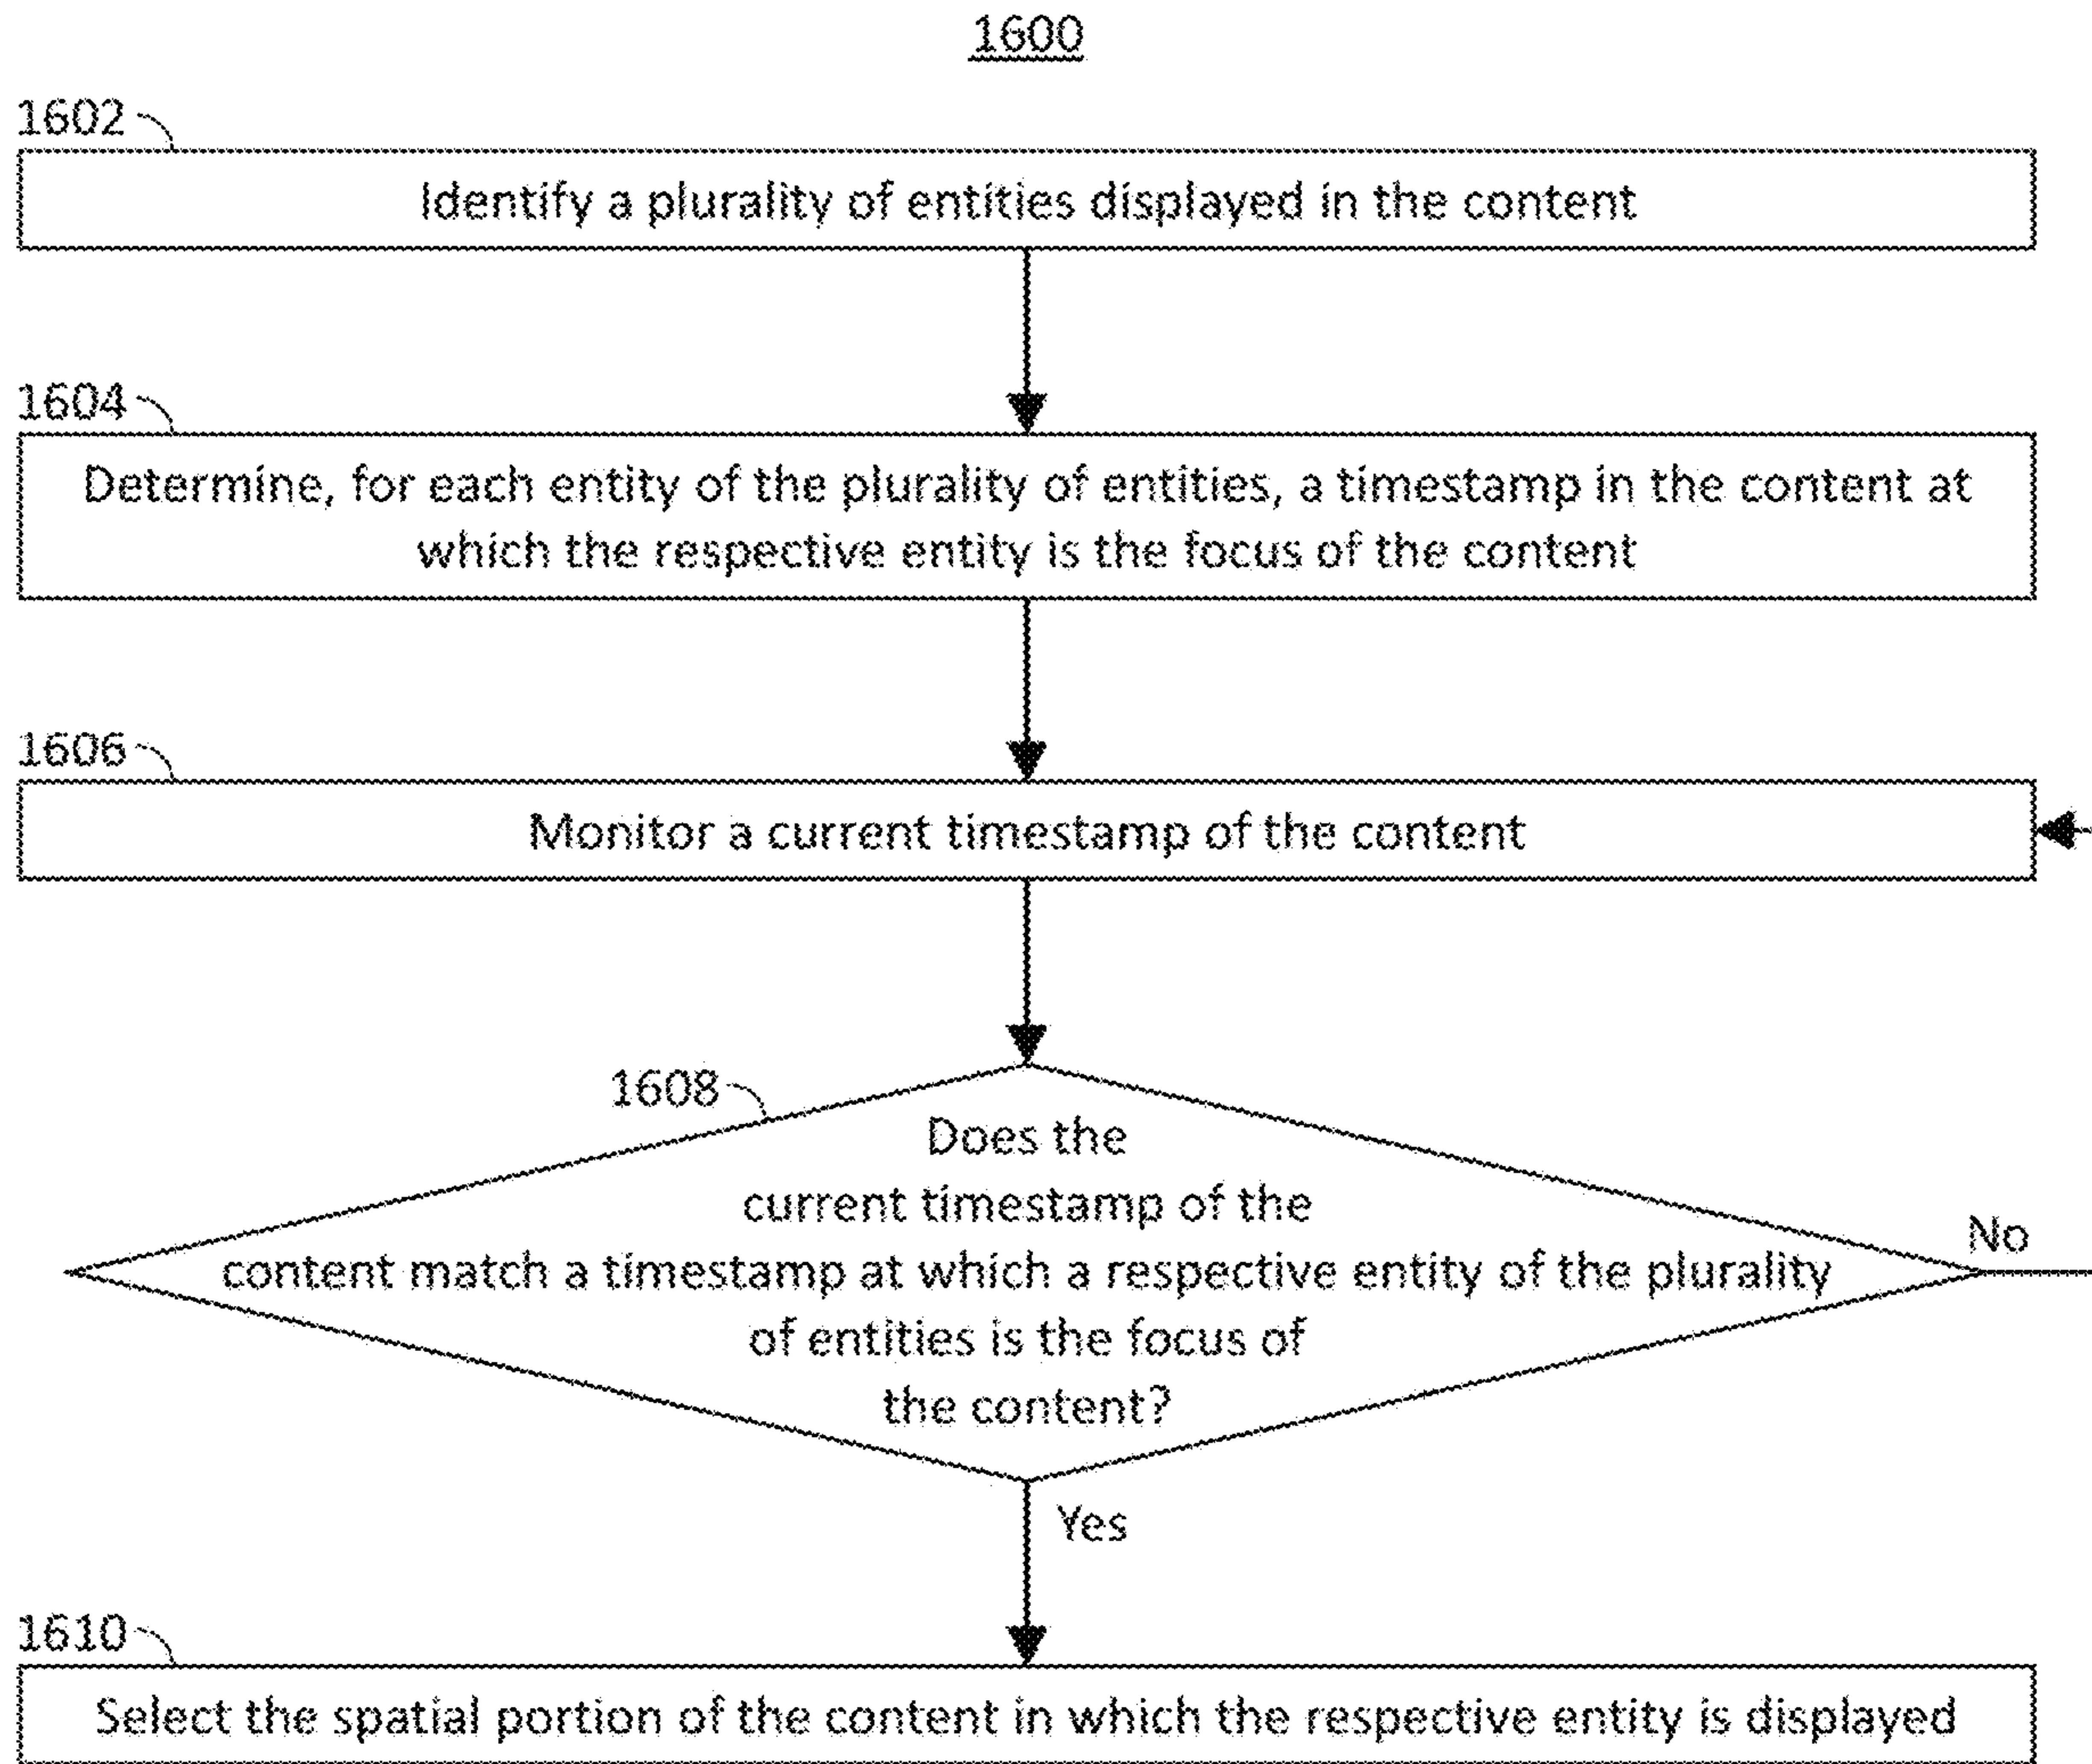 1600
1602
Identify a plurality of entities displayed in the content
1604
Determine, for each entity of the plurality of entities, a timestamp in the content at
which the respective entity is the focus of the content
1606
Monitor a current timestamp of the content
1608
Does the
current timestamp of the
content match a timestamp at which a respective entity of the plurality
of entities is the focus of
the content?
No
Yes
1610
Select the spatial portion of the content in which the respective entity is displayed